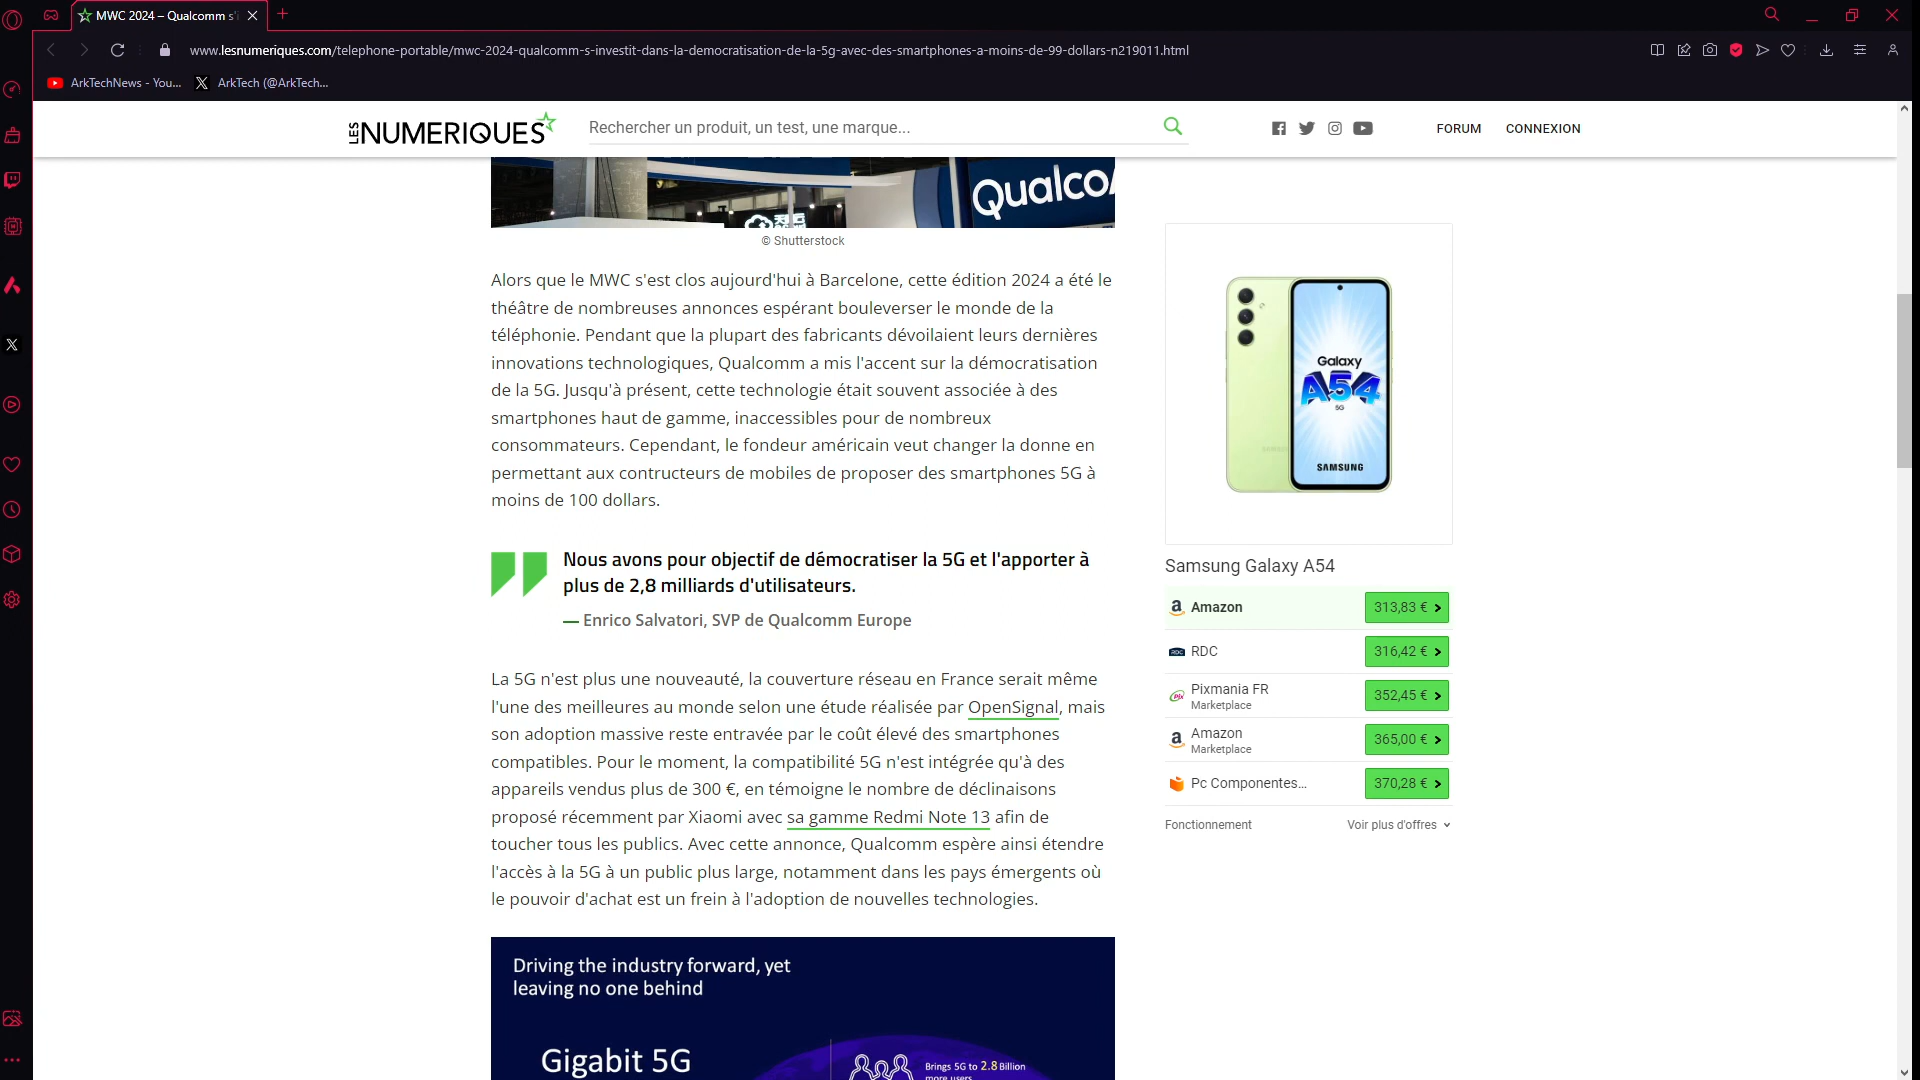 MWC 2024 – Qualcomm s'i
www.lesnumeriques.com/telephone-portable/mwc-2024-qualcomm-s-investit-dans-la-democratisation-de-la-5g-avec-des-smartphones-a-moins-de-99-dollars-n219011.html
ArkTechNews - You...
ArkTech (@ArkTech...
LES NUMERIQUES
Rechercher un produit, un test, une marque...
FORUM
CONNEXION
Qualco
© Shutterstock
Alors que le MWC s'est clos aujourd'hui à Barcelone, cette édition 2024 a été le
théâtre de nombreuses annonces espérant bouleverser le monde de la
téléphonie. Pendant que la plupart des fabricants dévoilaient leurs dernières
innovations technologiques, Qualcomm a mis l'accent sur la démocratisation
de la 5G. Jusqu'à présent, cette technologie était souvent associée à des
smartphones haut de gamme, inaccessibles pour de nombreux
consommateurs. Cependant, le fondeur américain veut changer la donne en
permettant aux contructeurs de mobiles de proposer des smartphones 5G à
moins de 100 dollars.
Nous avons pour objectif de démocratiser la 5G et l'apporter à
plus de 2,8 milliards d'utilisateurs.
— Enrico Salvatori, SVP de Qualcomm Europe
La 5G n'est plus une nouveauté, la couverture réseau en France serait même
l'une des meilleures au monde selon une étude réalisée par OpenSignal, mais
son adoption massive reste entravée par le coût élevé des smartphones
compatibles. Pour le moment, la compatibilité 5G n'est intégrée qu'à des
appareils vendus plus de 300 €, en témoigne le nombre de déclinaisons
proposé récemment par Xiaomi avec sa gamme Redmi Note 13 afin de
toucher tous les publics. Avec cette annonce, Qualcomm espère ainsi étendre
l'accès à la 5G à un public plus large, notamment dans les pays émergents où
le pouvoir d'achat est un frein à l'adoption de nouvelles technologies.
Driving the industry forward, yet
leaving no one behind
Gigabit 5G
Brings 5G to 2.8 Billion
more users
Galaxy
A54
5G
SAMSUNG
Samsung Galaxy A54
Amazon
313,83 €
RDC
316,42 €
Pixmania FR
Marketplace
352,45 €
Amazon
Marketplace
365,00 €
Pc Componentes...
370,28 €
Fonctionnement
Voir plus d'offres